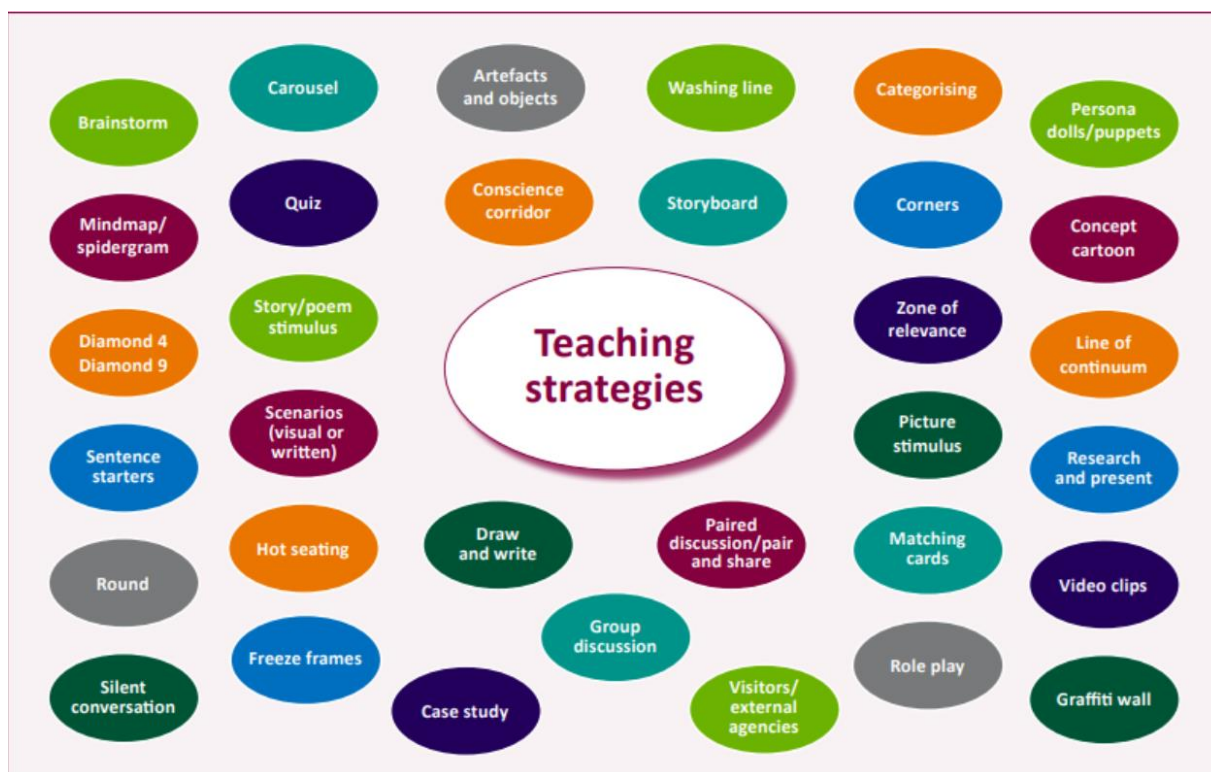 Teaching
strategies
Brainstorm
Carousel
Artefacts
and objects
Washing line
Categorising
Persona
dolls/puppets
Mindmap/
spidergram
Quiz
Conscience
corridor
Storyboard
Corners
Concept
cartoon
Diamond 4
Diamond 9
Story/poem
stimulus
Zone of
relevance
Line of
continuum
Sentence
starters
Scenarios
(visual or
written)
Picture
stimulus
Research
and present
Round
Hot seating
Draw
and write
Paired
discussion/pair
and share
Matching
cards
Video clips
Silent
conversation
Freeze frames
Case study
Group
discussion
Visitors/
external
agencies
Role play
Graffiti wall